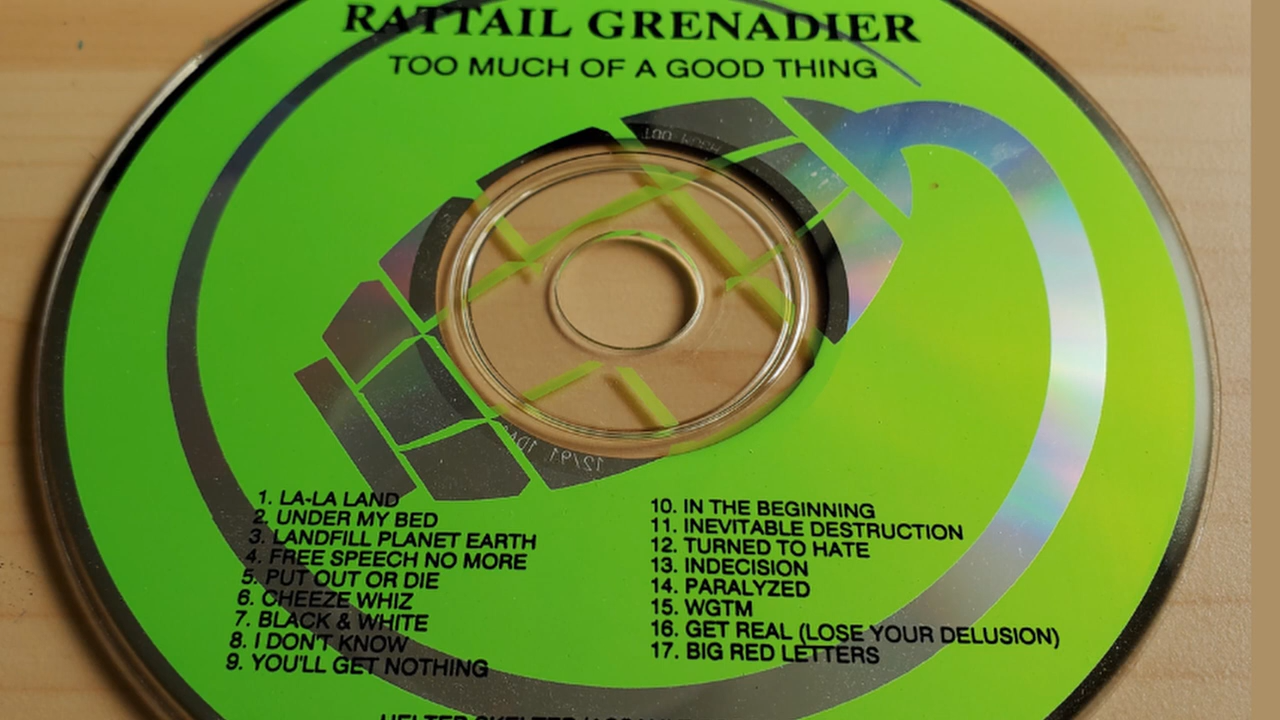 RATTAIL GRENADIER
TOO MUCH OF A GOOD THING
1. LA-LA LAND
2. UNDER MY BED
3. LANDFILL PLANET EARTH
4. FREE SPEECH NO MORE
5. PUT OUT OR DIE
6. CHEEZE WHIZ
7. BLACK & WHITE
8. I DON'T KNOW
9. YOU'LL GET NOTHING
10. IN THE BEGINNING
11. INEVITABLE DESTRUCTION
12. TURNED TO HATE
13. INDECISION
14. PARALYZED
15. WGTM
16. GET REAL (LOSE YOUR DELUSION)
17. BIG RED LETTERS
HELTER SKELTER